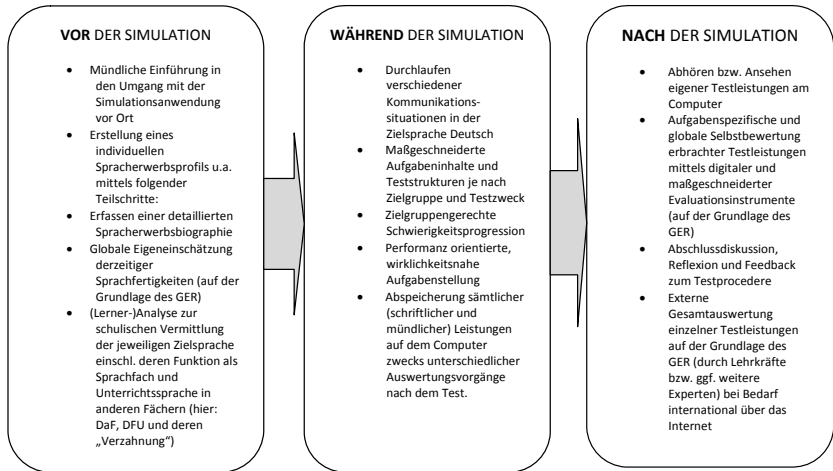 VOR DER SIMULATION
• Mündliche Einführung in
den Umgang mit der
Simulationsanwendung
vor Ort
• Erstellung eines
individuellen
Spracherwerbsprofils u.a.
mittels folgender
Teilschritte:
• Erfassen einer detaillierten
Spracherwerbsbiographie
• Globale Eigeneinschätzung
derzeitiger
Sprachfertigkeiten (auf der
Grundlage des GER)
• (Lerner-)Analyse zur
schulischen Vermittlung
der jeweiligen Zielsprache
einschl. deren Funktion als
Sprachfach und
Unterrichtssprache in
anderen Fächern (hier:
DaF, DFU und deren
„Verzahnung“)
WÄHREND DER SIMULATION
• Durchlaufen
verschiedener
Kommunikations-
situationen in der
Zielsprache Deutsch
• Maßgeschneiderte
Aufgabeninhalte und
Teststrukturen je nach
Zielgruppe und Testzweck
• Zielgruppengerechte
Schwierigkeitsprogression
• Performanz orientierte,
wirklichkeitsnahe
Aufgabenstellung
• Abspeicherung sämtlicher
(schriftlicher und
mündlicher) Leistungen
auf dem Computer
zwecks unterschiedlicher
Auswertungsvorgänge
nach dem Test.
NACH DER SIMULATION
• Abhören bzw. Ansehen
eigener Testleistungen am
Computer
• Aufgabenspezifische und
globale Selbstbewertung
erbrachter Testleistungen
mittels digitaler und
maßgeschneiderter
Evaluationsinstrumente
(auf der Grundlage des
GER)
• Abschlussdiskussion,
Reflexion und Feedback
zum Testprocedere
• Externe
Gesamtauswertung
einzelner Testleistungen
auf der Grundlage des
GER (durch Lehrkräfte
bzw. ggf. weitere
Experten) bei Bedarf
international über das
Internet